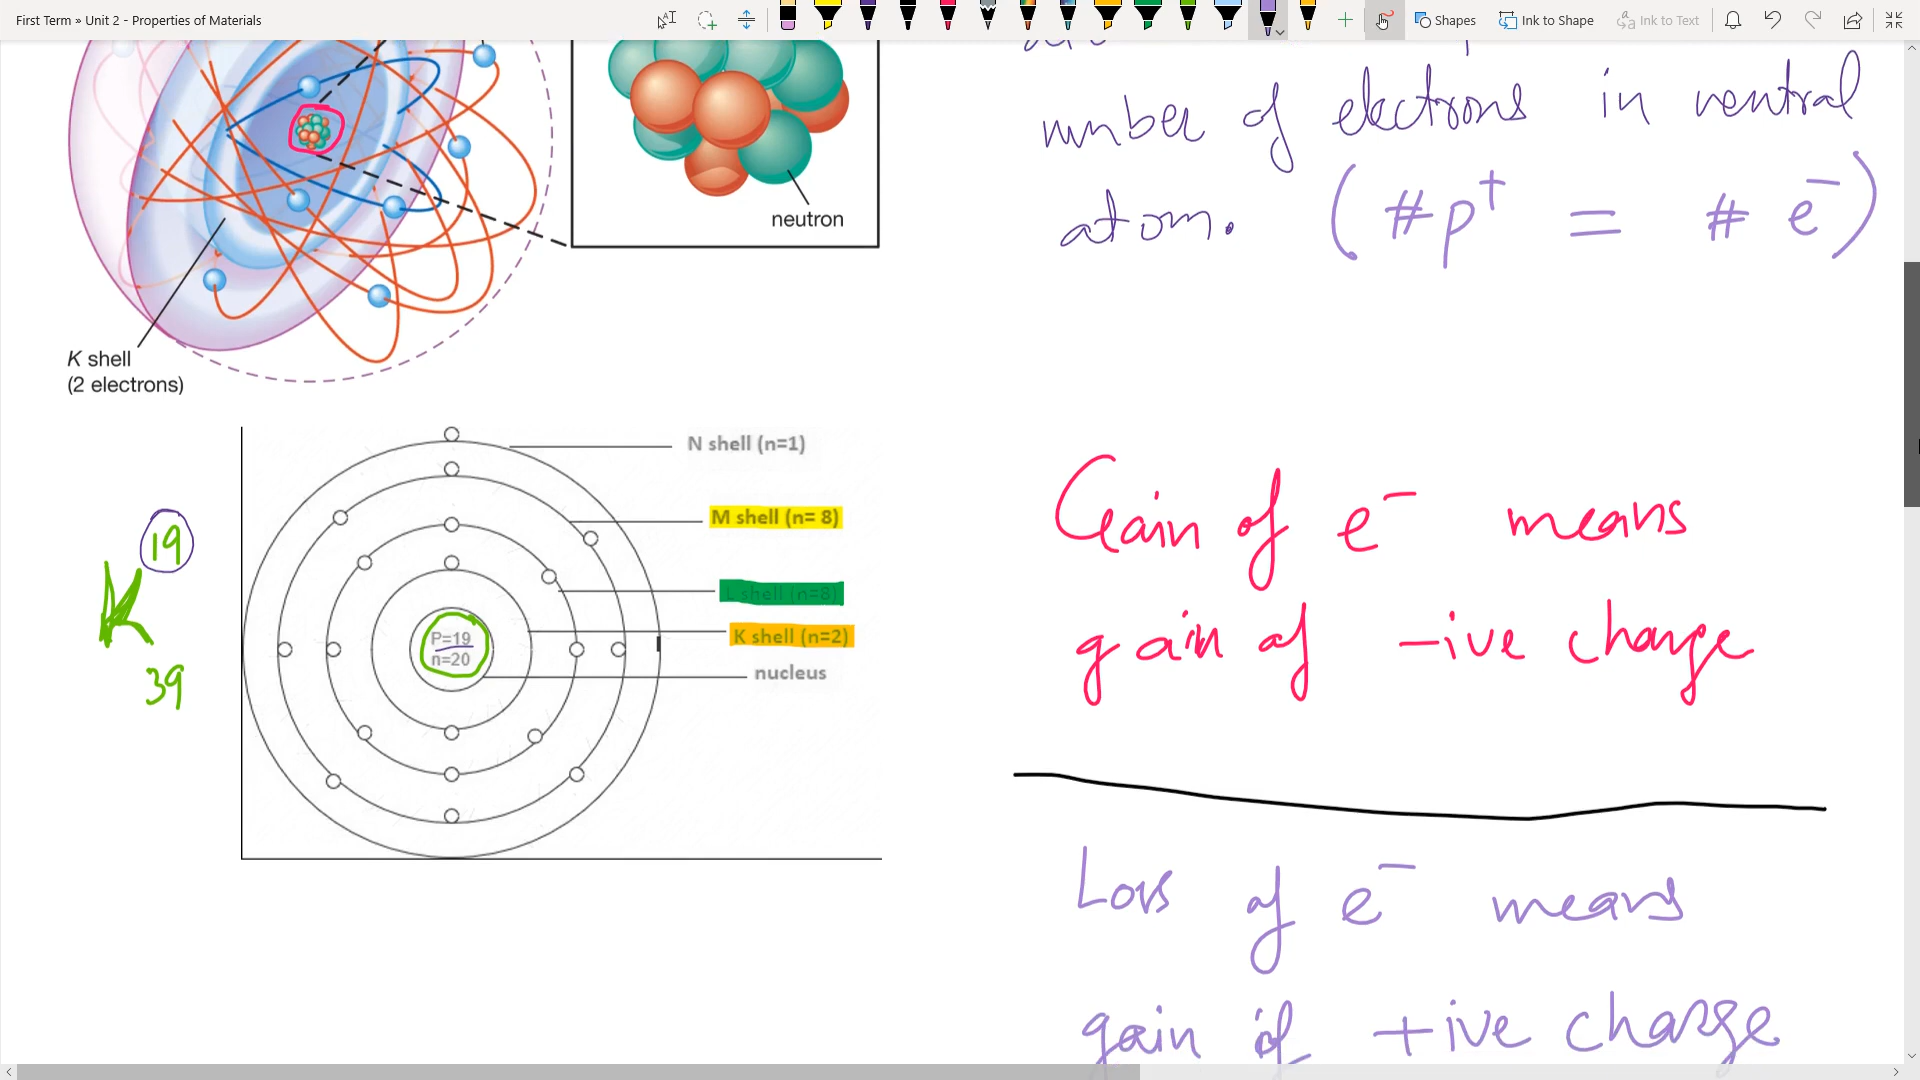 First Term » Unit 2 - Properties of Materials
Shapes
Ink to Shape
Ink to Text
neutron
K shell
(2 electrons)
number of electrons in neutral
atom. (#p⁺ = # e⁻)
N shell (n=1)
M shell (n= 8)
L shell (n=8)
K shell (n=2)
nucleus
P=19
n=20
19
K
39
Gain of e⁻ means
gain of -ive charge
Loss of e⁻ means
gain of +ive charge